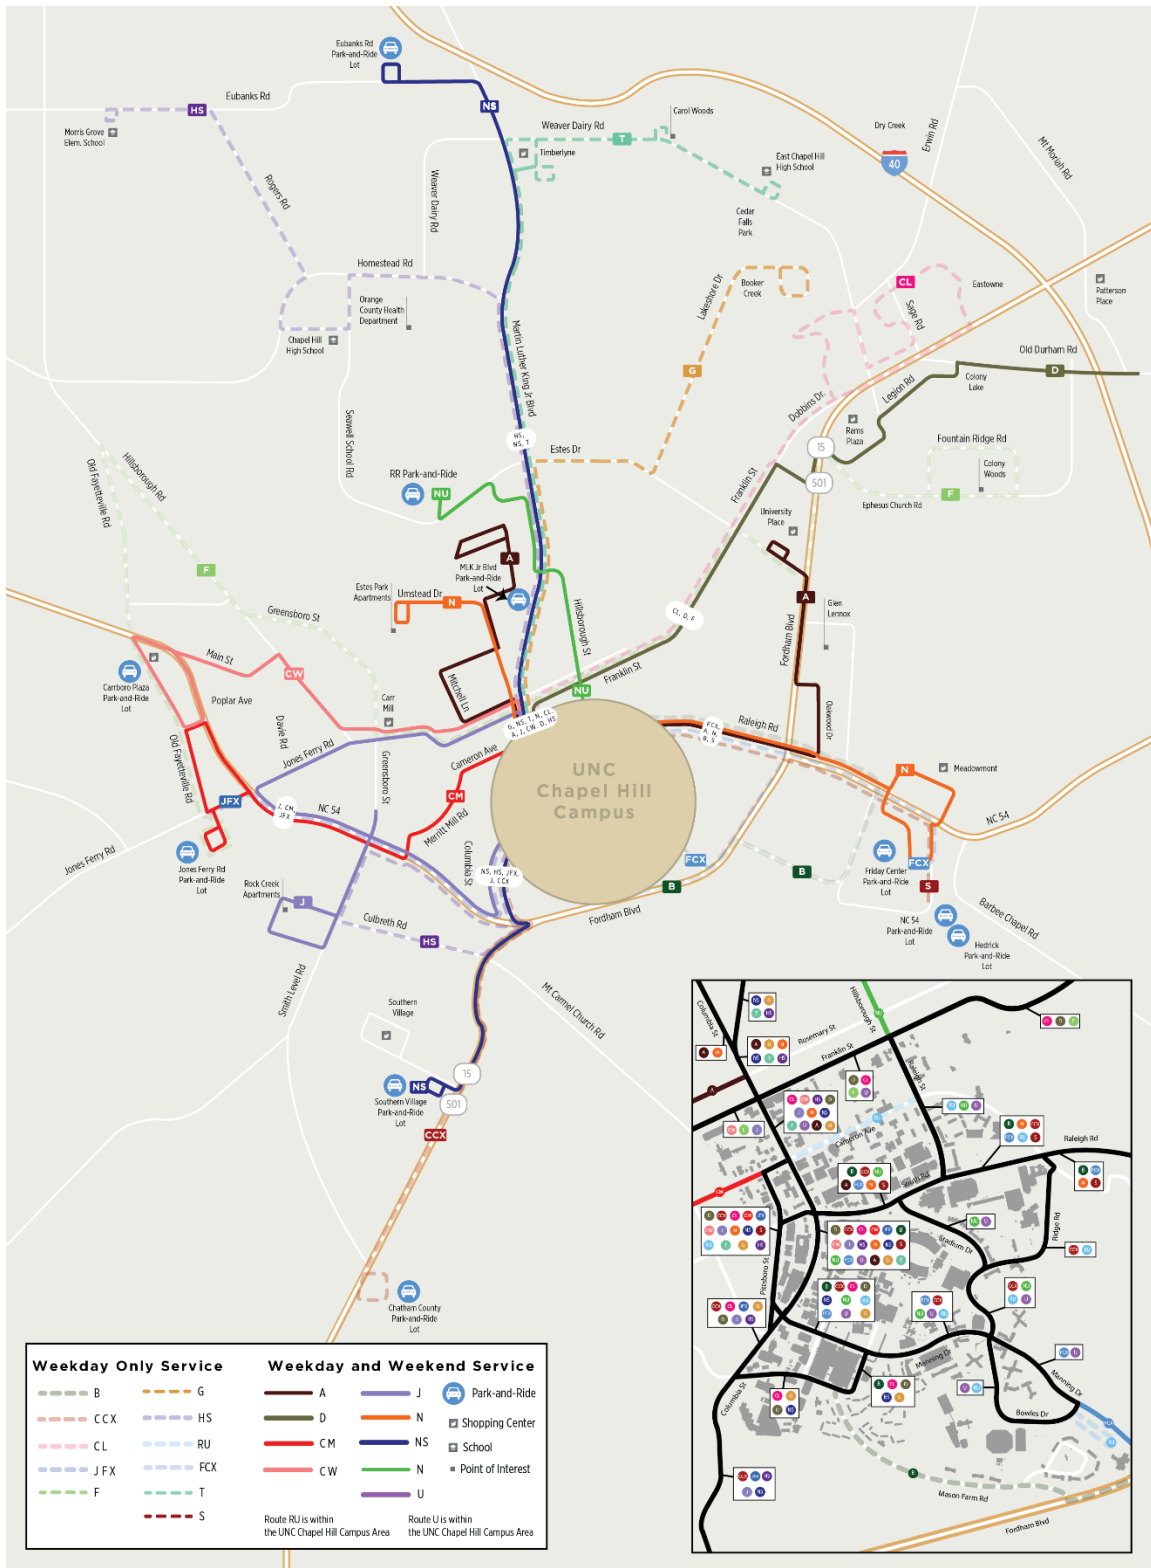 Eubanks Rd
Park-and-Ride
Lot
Eubanks Rd
HS
NS
Morris Grove
Elem. School
Rogers Rd
Weaver Dairy Rd
Weaver Dairy Rd
T
Timberlyne
Carol Woods
East Chapel Hill
High School
Cedar
Falls
Park
Dry Creek
40
Erwin Rd
Mt Moriah Rd
Homestead Rd
Orange
County Health
Department
Chapel Hill
High School
Martin Luther King Jr Blvd
Lakeshore Dr
Booker
Creek
CL
Sage Rd
Eastowne
Patterson
Place
Old Durham Rd
D
Colony
Lake
Legion Rd
Dobbins Dr.
G
Rams
Plaza
Fountain Ridge Rd
Colony
Woods
F
Ephesus Church Rd
15
501
Seawell School Rd
HS,
NS, T
Estes Dr
Franklin St
University
Place
RR Park-and-Ride
NU
Old Fayetteville Rd
Hillsborough Rd
F
Greensboro St
A
MLK Jr Blvd
Park-and-Ride
Lot
Estes Park
Apartments
Umstead Dr
N
Hillsborough St
CL, D, F
A
Glen
Lennox
Fordham Blvd
Oakwood Dr
Main St
CW
Carrboro Plaza
Park-and-Ride
Lot
Poplar Ave
Davie Rd
Carr
Mill
Mitchell Ln
Franklin St
NU
G, NS, T, N, CL,
A, J, CW, D, HS
FCX,
A, N,
B, S
Raleigh Rd
Jones Ferry Rd
Cameron Ave
UNC
Chapel Hill
Campus
N
Meadowmont
Old Fayetteville Rd
Greensboro St
CM
Merritt Mill Rd
JFX
J, CM,
JFX
NC 54
NC 54
Jones Ferry Rd
Jones Ferry Rd
Park-and-Ride
Lot
Columbia St
NS, HS, JFX,
J, CCX
FCX
B
B
Friday Center
Park-and-Ride
Lot
FCX
S
Rock Creek
Apartments
J
Culbreth Rd
HS
Fordham Blvd
NC 54
Park-and-Ride
Lot
Barbee Chapel Rd
Hedrick
Park-and-Ride
Lot
Smith Level Rd
Southern
Village
Mt Carmel Church Rd
15
501
NS
Southern Village
Park-and-Ride
Lot
CCX
Chatham County
Park-and-Ride
Lot
Columbia St
Rosemary St
Hillsborough St
Franklin St
Raleigh St
Cameron Ave
CM
South Rd
Raleigh Rd
Ridge Rd
Stadium Dr
Pittsboro St
Manning Dr
Manning Dr
Bowles Dr
Columbia St
Mason Farm Rd
Fordham Blvd
Weekday Only Service
B
CCX
CL
JFX
F
G
HS
RU
FCX
T
S
Weekday and Weekend Service
A
D
CM
CW
J
N
NS
N
U
Park-and-Ride
Shopping Center
School
Point of Interest
Route RU is within
the UNC Chapel Hill Campus Area
Route U is within
the UNC Chapel Hill Campus Area